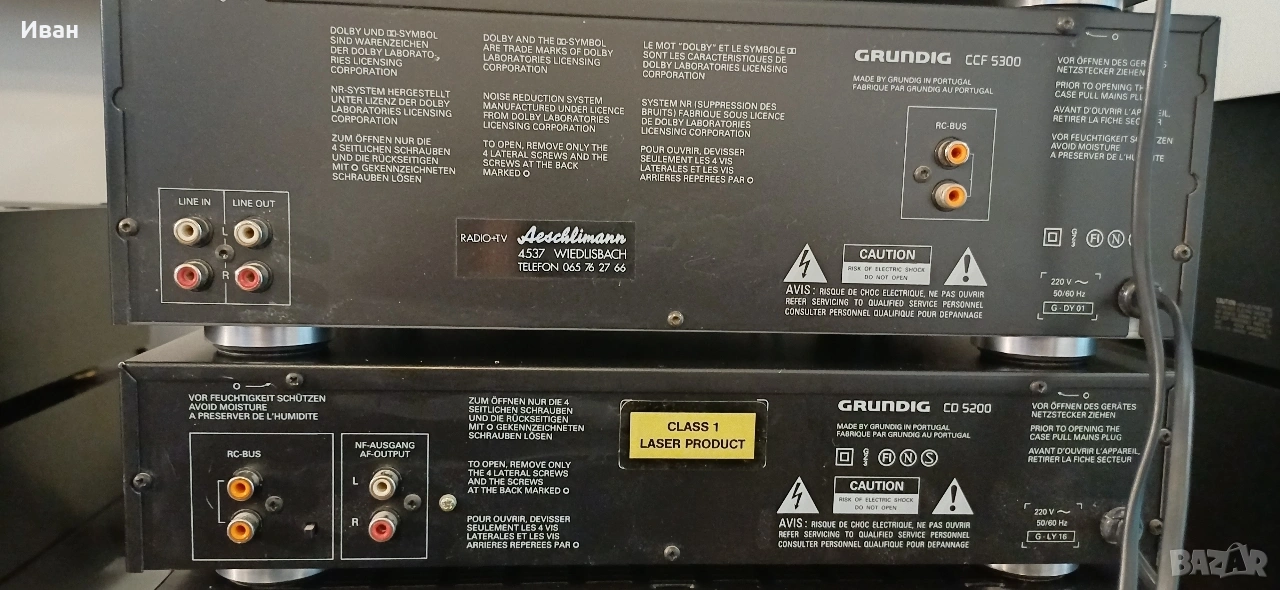 Иван
DOLBY UND DD-SYMBOL
SIND WARENZEICHEN
DER DOLBY LABORATO-
RIES LICENSING
CORPORATION
NR-SYSTEM HERGESTELLT
UNTER LIZENZ DER DOLBY
LABORATORIES LICENSING
CORPORATION
ZUM ÖFFNEN NUR DIE
4 SEITLICHEN SCHRAUBEN
UND DIE RÜCKSEITIGEN
MIT O GEKENNZEICHNETEN
SCHRAUBEN LÖSEN
DOLBY AND THE DD-SYMBOL
ARE TRADE MARKS OF DOLBY
LABORATORIES LICENSING
CORPORATION
NOISE REDUCTION SYSTEM
MANUFACTURED UNDER LICENCE
FROM DOLBY LABORATORIES
LICENSING CORPORATION
TO OPEN, REMOVE ONLY THE
4 LATERAL SCREWS AND THE
SCREWS AT THE BACK
MARKED O
LE MOT "DOLBY" ET LE SYMBOLE DD
SONT LES CARACTERISTIQUES DE
DOLBY LABORATORIES LICENSING
CORPORATION
SYSTEM NR (SUPPRESSION DES
BRUITS) FABRIQUE SOUS LICENCE
DE DOLBY LABORATORIES
LICENSING CORPORATION
POUR OUVRIR, DEVISSER
SEULEMENT LES 4 VIS
LATERALES ET LES VIS
ARRIERES REPEREES PAR O
GRUNDIG CCF 5300
MADE BY GRUNDIG IN PORTUGAL
FABRIQUE PAR GRUNDIG AU PORTUGAL
RC-BUS
VOR ÖFFNEN DES GERÄTES
NETZSTECKER ZIEHEN
PRIOR TO OPENING THE
CASE PULL MAINS PLUG
AVANT D'OUVRIR L'APPAREIL
RETIRER LA FICHE SECTEUR
VOR FEUCHTIGKEIT SCHÜTZEN
AVOID MOISTURE
A PRESERVER DE L'HUMIDITE
LINE IN LINE OUT
L
R
RADIO+TV Aeschlimann
4537 WIEDLISBACH
TELEFON 065 76 27 66
CAUTION
RISK OF ELECTRIC SHOCK
DO NOT OPEN
AVIS: RISQUE DE CHOC ELECTRIQUE, NE PAS OUVRIR
REFER SERVICING TO QUALIFIED SERVICE PERSONNEL
CONSULTER PERSONNEL QUALIFIQUE POUR DEPANNAGE
FI N
220 V ~
50/60 Hz
G - DY 01
O
VOR FEUCHTIGKEIT SCHÜTZEN
AVOID MOISTURE
A PRESERVER DE L'HUMIDITE
RC-BUS
NF-AUSGANG
AF-OUTPUT
L
R
ZUM ÖFFNEN NUR DIE 4
SEITLICHEN SCHRAUBEN
UND DIE RÜCKSEITIGEN
MIT O GEKENNZEICHNETEN
SCHRAUBEN LÖSEN
TO OPEN, REMOVE ONLY
THE 4 LATERAL SCREWS
AND THE SCREWS
AT THE BACK MARKED O
POUR OUVRIR, DEVISSER
SEULEMENT LES 4 VIS
LATERALES ET LES VIS
ARRIERES REPEREES PAR O
CLASS 1
LASER PRODUCT
GRUNDIG CD 5200
MADE BY GRUNDIG IN PORTUGAL
FABRIQUE PAR GRUNDIG AU PORTUGAL
FI N S
CAUTION
RISK OF ELECTRIC SHOCK
DO NOT OPEN
AVIS: RISQUE DE CHOC ELECTRIQUE, NE PAS OUVRIR
REFER SERVICING TO QUALIFIED SERVICE PERSONNEL
CONSULTER PERSONNEL QUALIFIQUE POUR DEPANNAGE
VOR ÖFFNEN DES GERÄTES
NETZSTECKER ZIEHEN
PRIOR TO OPENING THE
CASE PULL MAINS PLUG
AVANT D'OUVRIR L'APPAREIL
RETIRER LA FICHE SECTEUR
220 V ~
50/60 Hz
G - LY 16
BAZAR